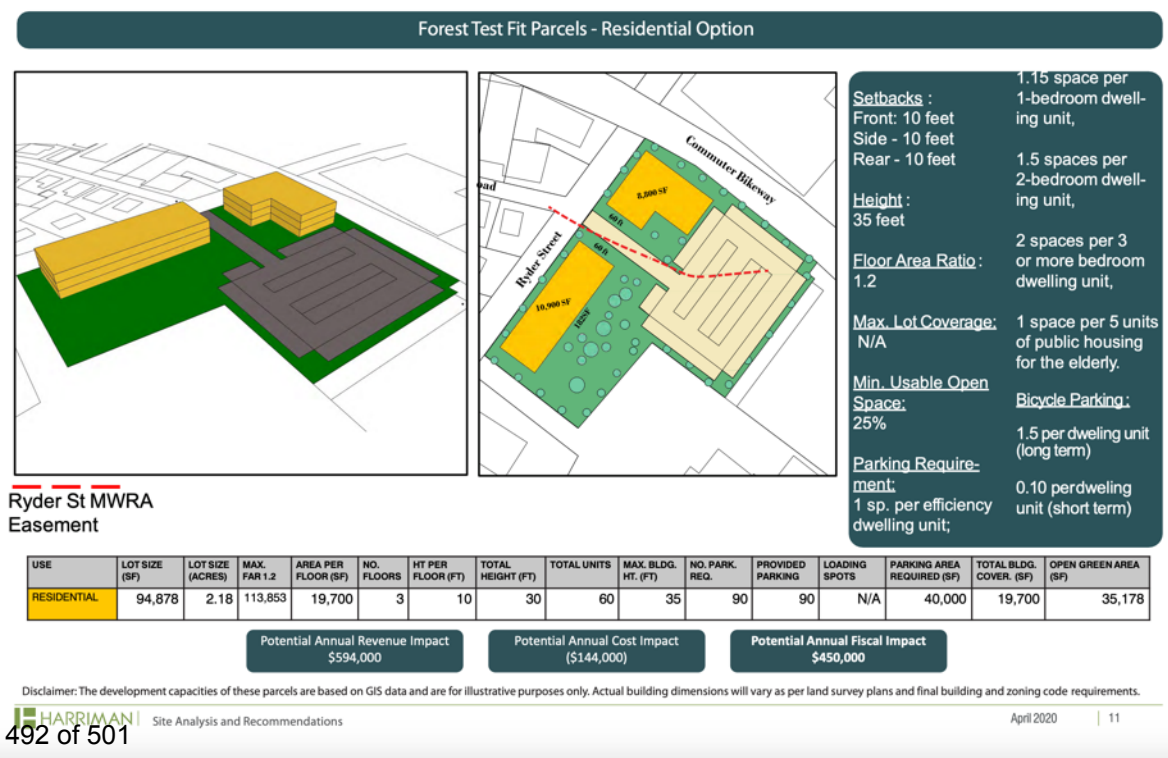 Forest Test Fit Parcels - Residential Option
oad
Commuter Bikeway
8,800 SF
60 ft
60 ft
Ryder Street
10,900 SF
182SF
Setbacks :
Front: 10 feet
Side - 10 feet
Rear - 10 feet
Height :
35 feet
Floor Area Ratio :
1.2
Max. Lot Coverage:
N/A
Min. Usable Open
Space:
25%
Parking Require-
ment:
1 sp. per efficiency
dwelling unit;
1.15 space per
1-bedroom dwell-
ing unit,
1.5 spaces per
2-bedroom dwell-
ing unit,
2 spaces per 3
or more bedroom
dwelling unit,
1 space per 5 units
of public housing
for the elderly.
Bicycle Parking :
1.5 per dweling unit
(long term)
0.10 perdweling
unit (short term)
Ryder St MWRA
Easement
USE LOT SIZE (SF) LOT SIZE (ACRES) MAX. FAR 1.2 AREA PER FLOOR (SF) NO. FLOORS HT PER FLOOR (FT) TOTAL HEIGHT (FT) TOTAL UNITS MAX. BLDG. HT. (FT) NO. PARK. REQ. PROVIDED PARKING LOADING SPOTS PARKING AREA REQUIRED (SF) TOTAL BLDG. COVER. (SF) OPEN GREEN AREA (SF)
RESIDENTIAL 94,878 2.18 113,853 19,700 3 10 30 60 35 90 90 N/A 40,000 19,700 35,178
Potential Annual Revenue Impact
$594,000
Potential Annual Cost Impact
($144,000)
Potential Annual Fiscal Impact
$450,000
Disclaimer: The development capacities of these parcels are based on GIS data and are for illustrative purposes only. Actual building dimensions will vary as per land survey plans and final building and zoning code requirements.
HARRIMAN Site Analysis and Recommendations April 2020 11
492 of 501